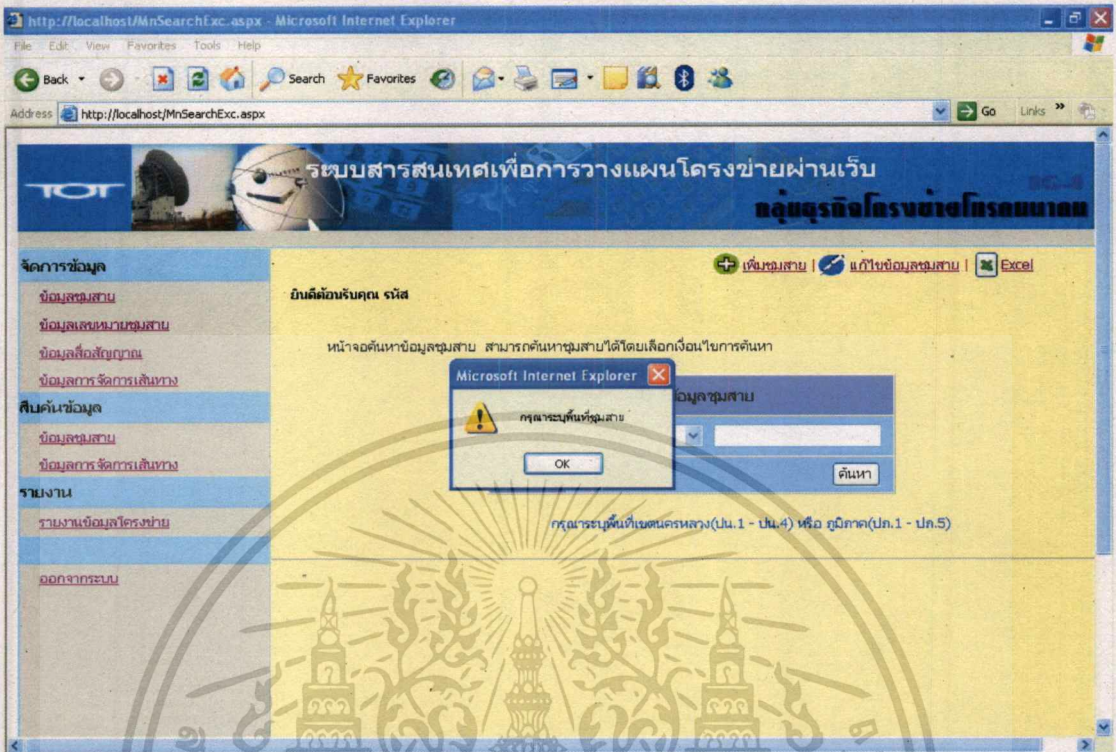 http://localhost/MnSearchExc.aspx - Microsoft Internet Explorer
File Edit View Favorites Tools Help
Back Search Favorites
Address http://localhost/MnSearchExc.aspx Go Links »
TOT
ระบบสารสนเทศเพื่อการวางแผนโครงข่ายผ่านเว็บ
กลุ่มธุรกิจโครงข่ายโทรคมนาคม
เพิ่มชุมสาย | แก้ไขข้อมูลชุมสาย | Excel
จัดการข้อมูล
ข้อมูลชุมสาย
ข้อมูลเลขหมายชุมสาย
ข้อมูลสื่อสัญญาณ
ข้อมูลการจัดการเส้นทาง
สืบค้นข้อมูล
ข้อมูลชุมสาย
ข้อมูลการจัดการเส้นทาง
รายงาน
รายงานข้อมูลโครงข่าย
ออกจากระบบ
ยินดีต้อนรับคุณ รหัส
หน้าจอค้นหาข้อมูลชุมสาย สามารถค้นหาชุมสายได้โดยเลือกเงื่อนไขการค้นหา
Microsoft Internet Explorer
กรุณาระบุพื้นที่ชุมสาย
OK
ข้อมูลชุมสาย
ค้นหา
กรุณาระบุพื้นที่เขตนครหลวง(ปน.1 - ปน.4) หรือ ภูมิภาค(ปภ.1 - ปภ.5)